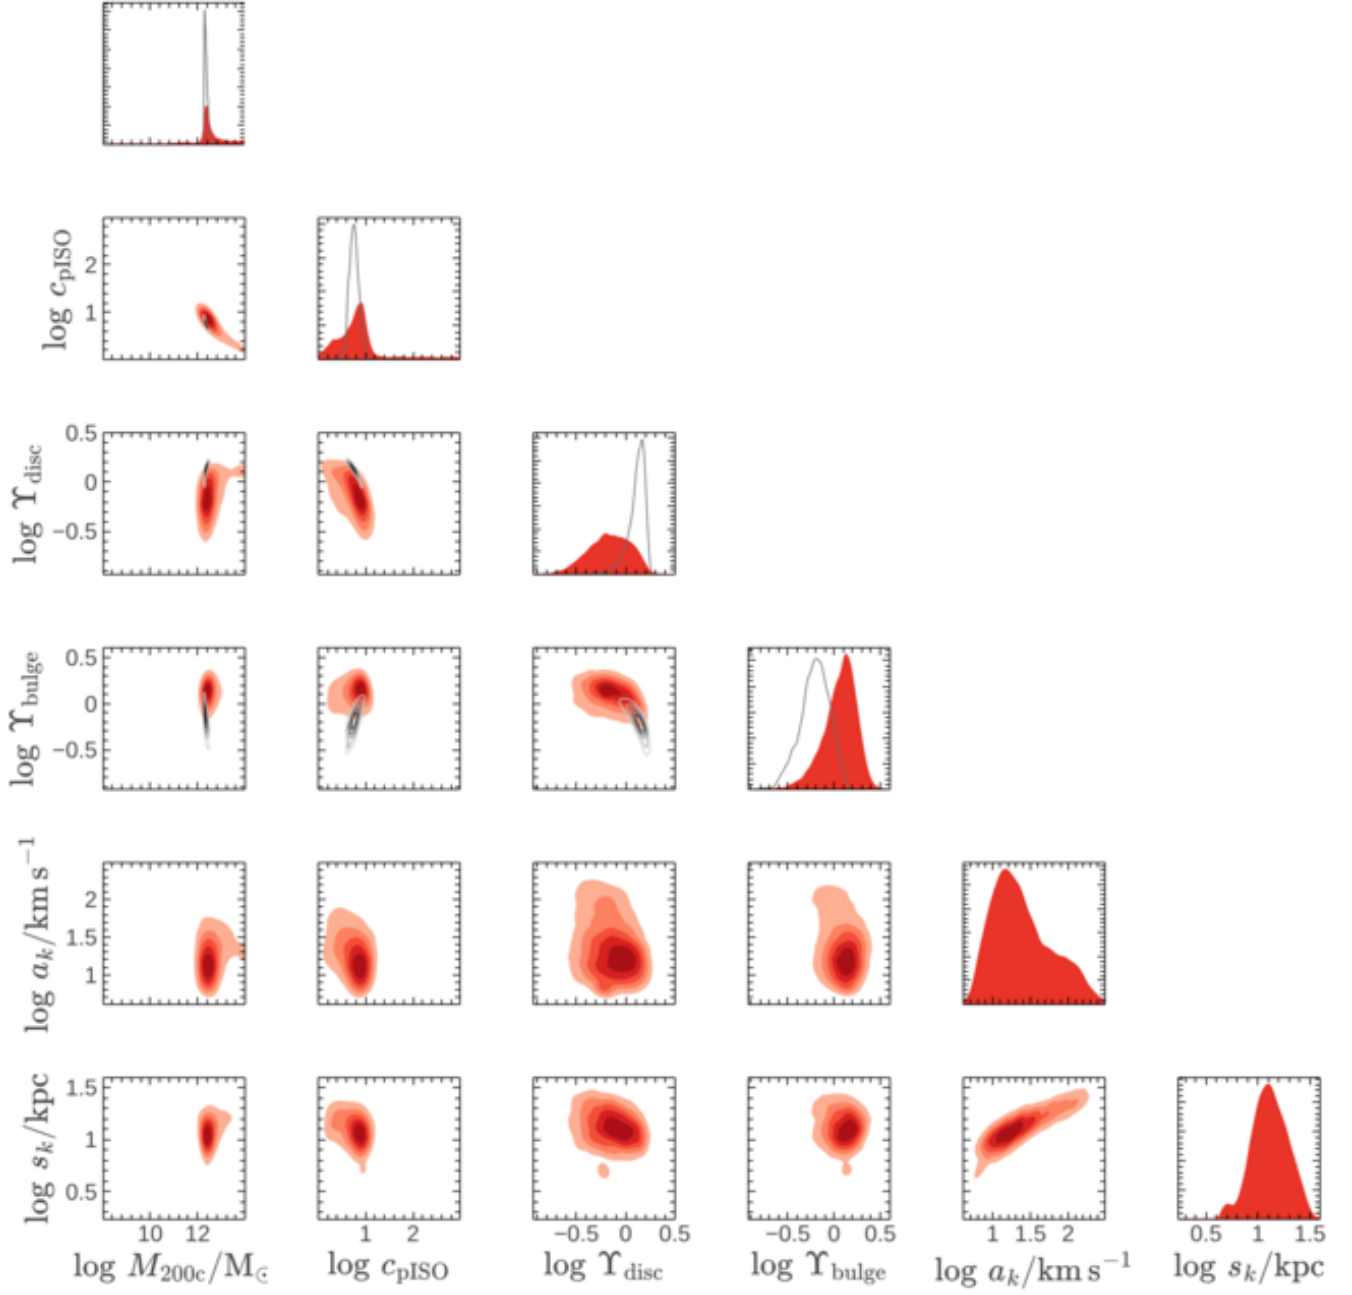 log c_pISO
2
1
log ϒ_disc
0.5
0
−0.5
log ϒ_bulge
0.5
0
−0.5
log a_k/km s^−1
2
1.5
1
log s_k/kpc
1.5
1
0.5
10 12
1 2
−0.5 0 0.5
−0.5 0 0.5
1 1.5 2
0.5 1 1.5
log M_200c/M_⊙
log c_pISO
log ϒ_disc
log ϒ_bulge
log a_k/km s^−1
log s_k/kpc